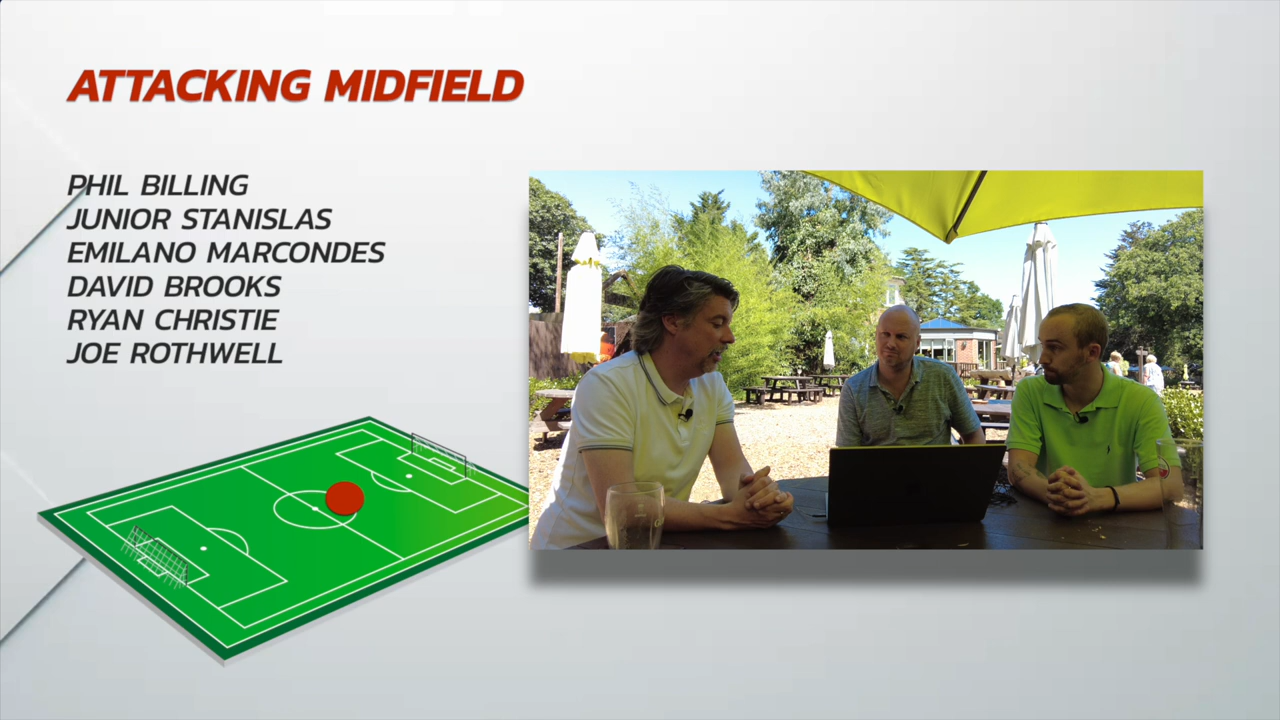 ATTACKING MIDFIELD
PHIL BILLING
JUNIOR STANISLAS
EMILANO MARCONDES
DAVID BROOKS
RYAN CHRISTIE
JOE ROTHWELL